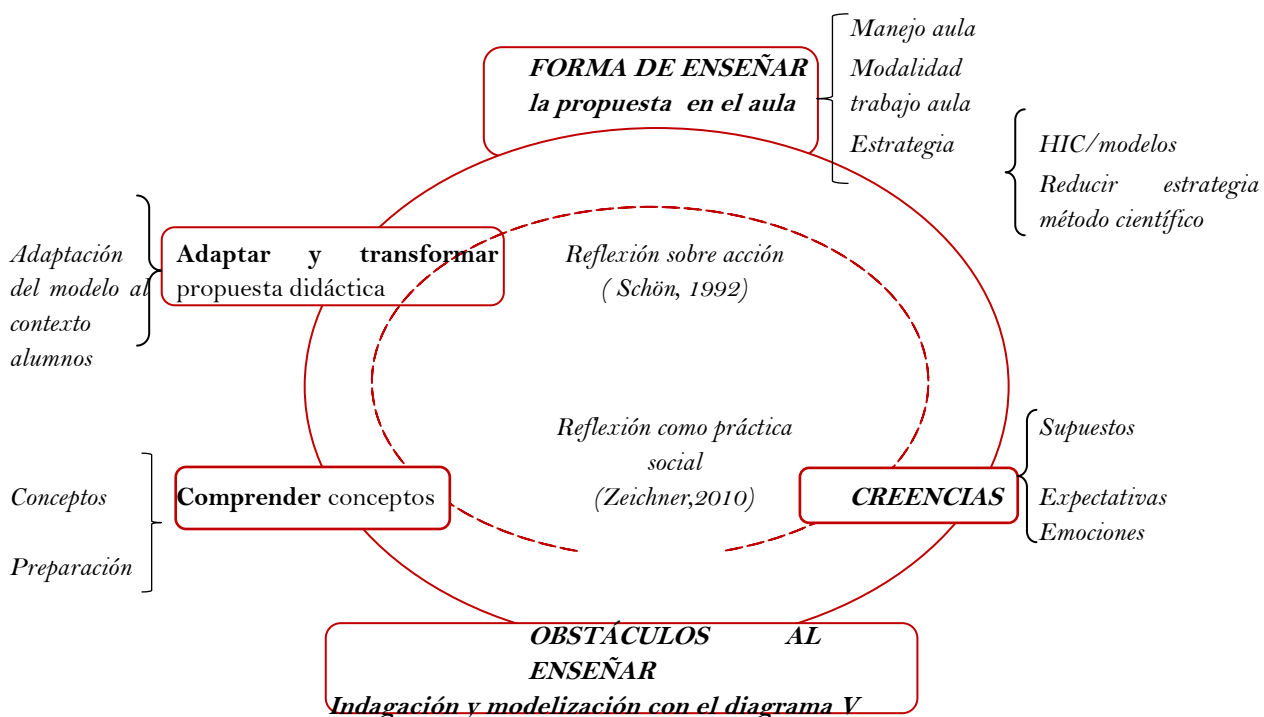 Manejo aula
Modalidad
trabajo aula
Estrategia
FORMA DE ENSEÑAR
la propuesta en el aula
HIC/modelos
Reducir estrategia
método científico
Adaptación
del modelo al
contexto
alumnos
Adaptar y transformar
propuesta didáctica
Reflexión sobre acción
( Schön, 1992)
Reflexión como práctica
social
(Zeichner,2010)
Conceptos
Preparación
Comprender conceptos
CREENCIAS
Supuestos
Expectativas
Emociones
OBSTÁCULOS AL
ENSEÑAR
Indagación y modelización con el diagrama V